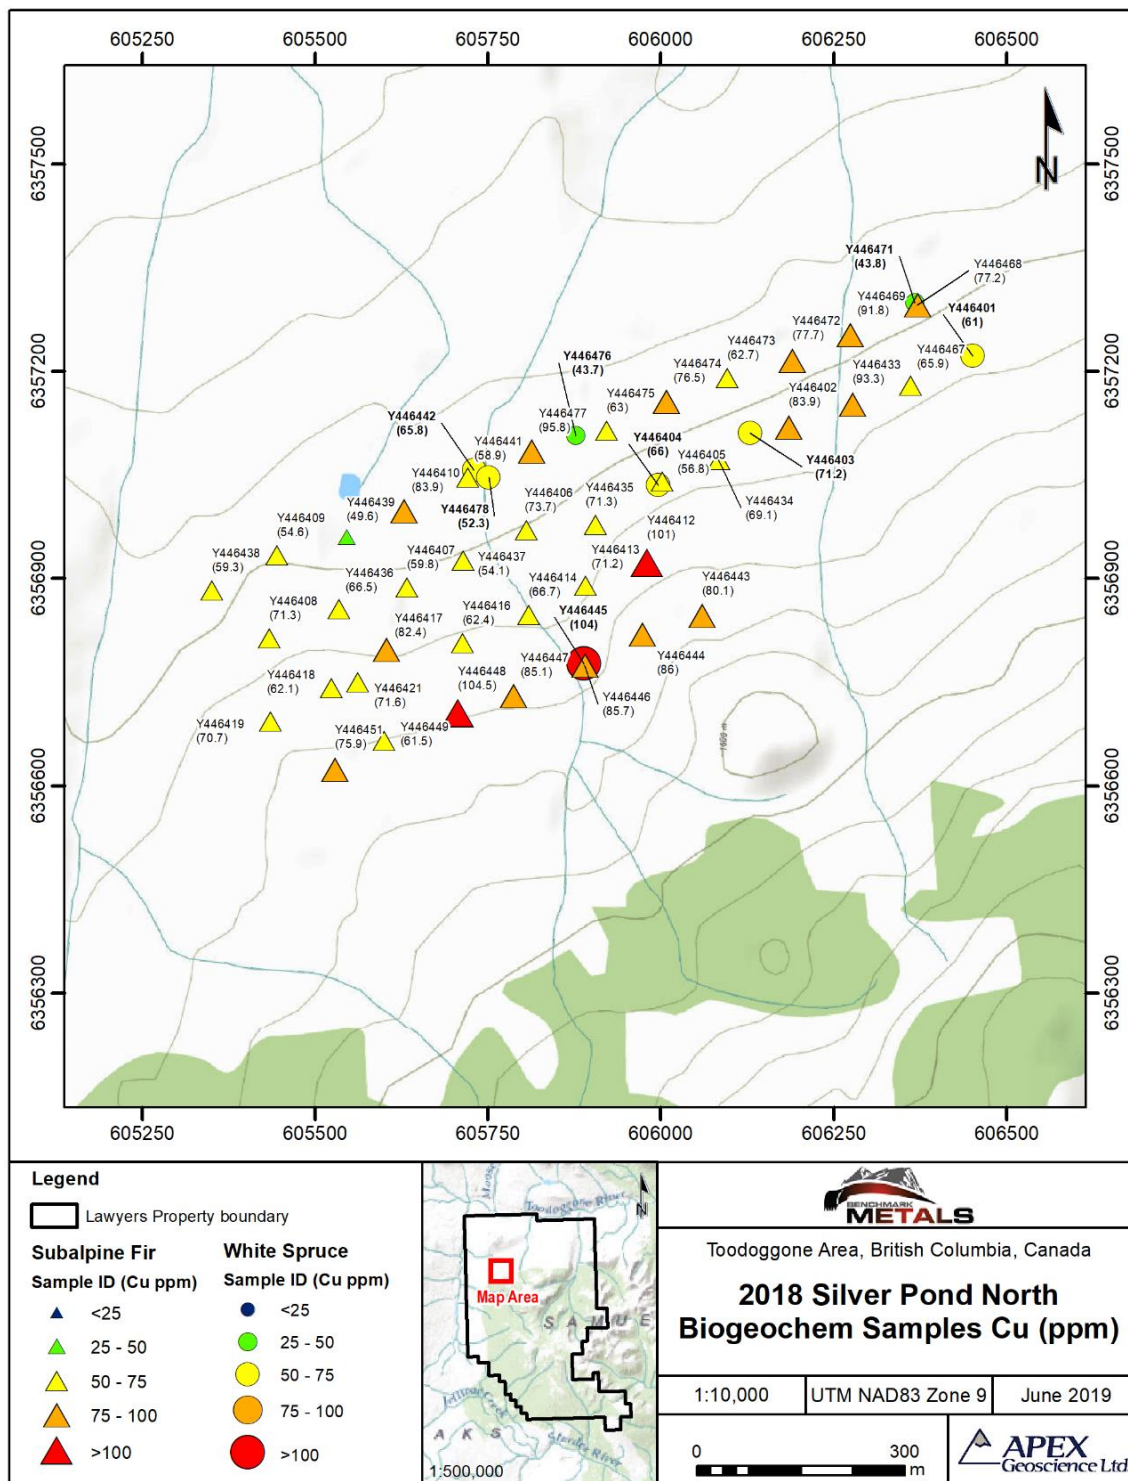 605250 605500 605750 606000 606250 606500
6357500
6357500
Y446471
(43.8)
Y446468
(77.2)
Y446469
(91.8)
Y446401
(61)
Y446472
(77.7)
Y446473
(62.7)
Y446467
(65.9)
Y446433
(93.3)
6357200
6357200
Y446476
(43.7)
Y446474
(76.5)
Y446402
(83.9)
Y446475
(63)
Y446477
(95.8)
Y446442
(65.8)
Y446441
(58.9)
Y446404
(66)
Y446405
(56.8)
Y446403
(71.2)
Y446410
(83.9)
Y446406
(73.7)
Y446435
(71.3)
Y446439
(49.6)
Y446478
(52.3)
Y446434
(69.1)
Y446409
(54.6)
Y446412
(101)
Y446438
(59.3)
Y446407
(59.8)
Y446437
(54.1)
Y446413
(71.2)
6356900
6356900
Y446436
(66.5)
Y446414
(66.7)
Y446443
(80.1)
Y446408
(71.3)
Y446417
(82.4)
Y446416
(62.4)
Y446445
(104)
Y446418
(62.1)
Y446448
(104.5)
Y446447
(85.1)
Y446444
(86)
Y446421
(71.6)
Y446446
(85.7)
Y446419
(70.7)
Y446451
(75.9)
Y446449
(61.5)
1600 m
6356600
6356600
6356300
6356300
605250 605500 605750 606000 606250 606500
Legend
Lawyers Property boundary
Subalpine Fir
Sample ID (Cu ppm)
<25
25 - 50
50 - 75
75 - 100
>100
White Spruce
Sample ID (Cu ppm)
<25
25 - 50
50 - 75
75 - 100
>100
Toodoggone River
N
Map Area
S A M U E
A K S
1:500,000
BENCHMARK
METALS
Toodoggone Area, British Columbia, Canada
2018 Silver Pond North
Biogeochem Samples Cu (ppm)
1:10,000 UTM NAD83 Zone 9 June 2019
0 300
m
APEX
Geoscience Ltd
N